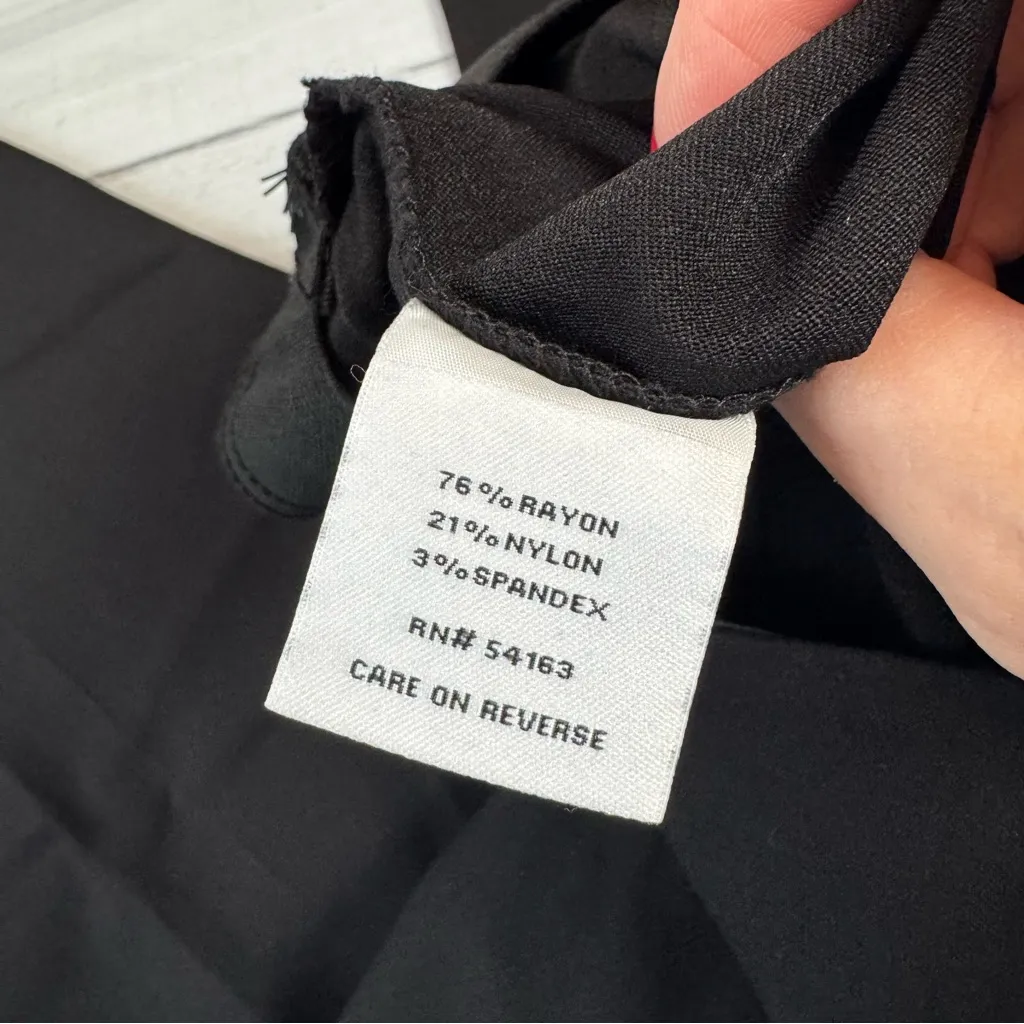 76% RAYON
21% NYLON
3% SPANDEX
RN# 54163
CARE ON REVERSE